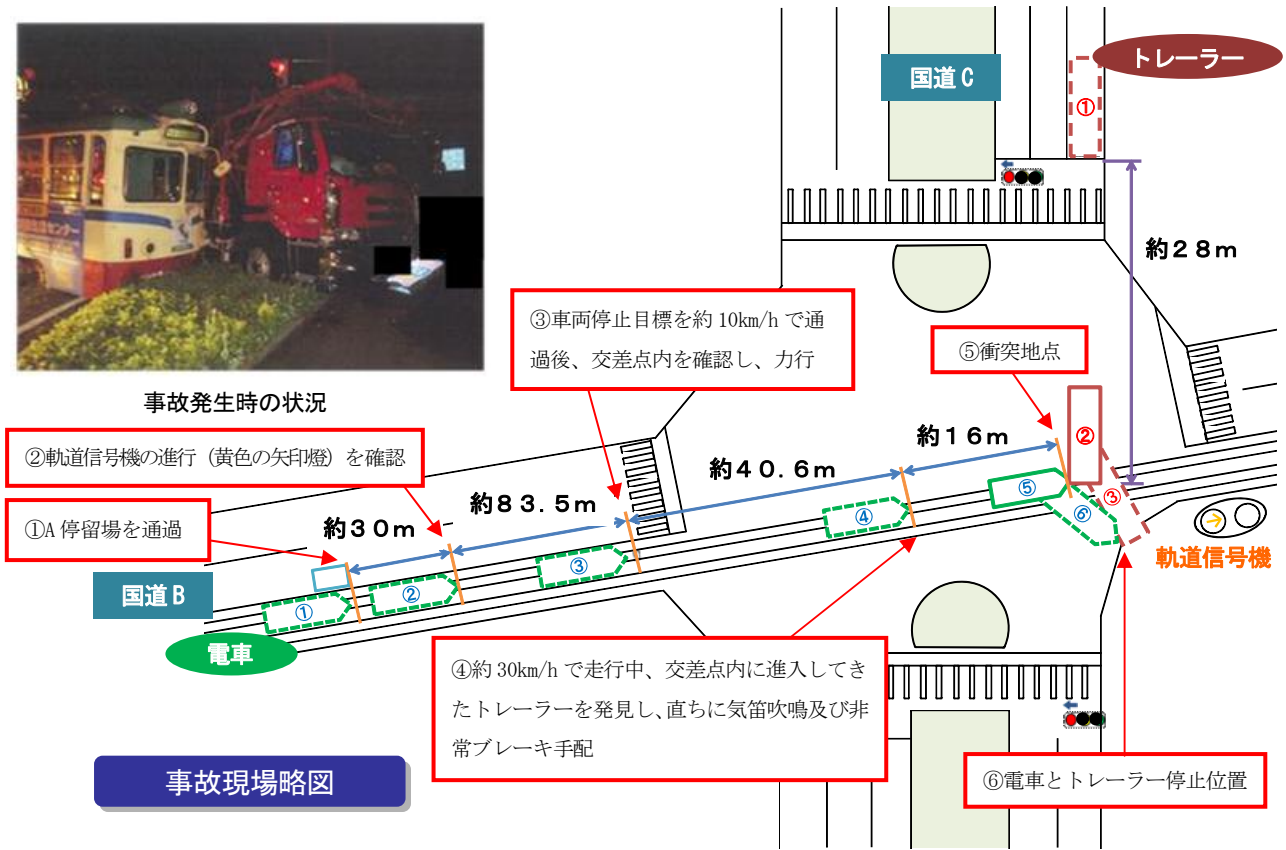 国道C
トレーラー
①
約28m
事故発生時の状況
③車両停止目標を約 10km/h で通
過後、交差点内を確認し、力行
⑤衝突地点
②軌道信号機の進行（黄色の矢印燈）を確認
①A 停留場を通過
約30m
約83.5m
約40.6m
約16m
国道B
電車
①
②
③
④
⑤
⑥
②
③
軌道信号機
④約 30km/h で走行中、交差点内に進入してき
たトレーラーを発見し、直ちに気笛吹鳴及び非
常ブレーキ手配
⑥電車とトレーラー停止位置
事故現場略図